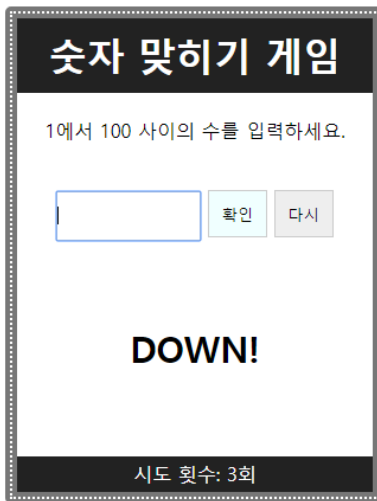 숫자 맞히기 게임
1에서 100 사이의 수를 입력하세요.
확인 다시
DOWN!
시도 횟수: 3회